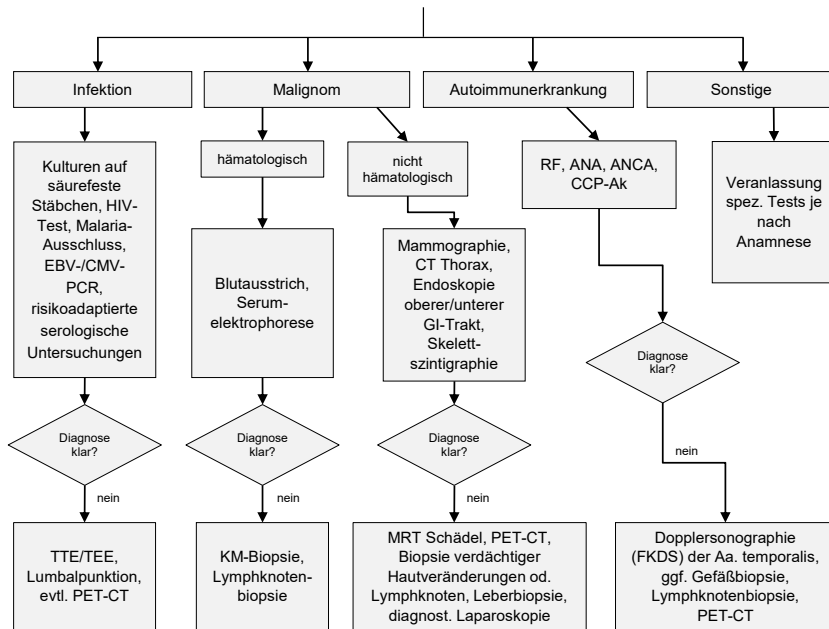 Infektion
Malignom
Autoimmunerkrankung
Sonstige
Kulturen auf
säurefeste
Stäbchen, HIV-
Test, Malaria-
Ausschluss,
EBV-/CMV-
PCR,
risikoadaptierte
serologische
Untersuchungen
hämatologisch
nicht
hämatologisch
RF, ANA, ANCA,
CCP-Ak
Veranlassung
spez. Tests je
nach
Anamnese
Blutausstrich,
Serum-
elektrophorese
Mammographie,
CT Thorax,
Endoskopie
oberer/unterer
GI-Trakt,
Skelett-
szintigraphie
Diagnose
klar?
Diagnose
klar?
Diagnose
klar?
Diagnose
klar?
nein
nein
nein
nein
TTE/TEE,
Lumbalpunktion,
evtl. PET-CT
KM-Biopsie,
Lymphknoten-
biopsie
MRT Schädel, PET-CT,
Biopsie verdächtiger
Hautveränderungen od.
Lymphknoten, Leberbiopsie,
diagnost. Laparoskopie
Dopplersonographie
(FKDS) der Aa. temporalis,
ggf. Gefäßbiopsie,
Lymphknotenbiopsie,
PET-CT